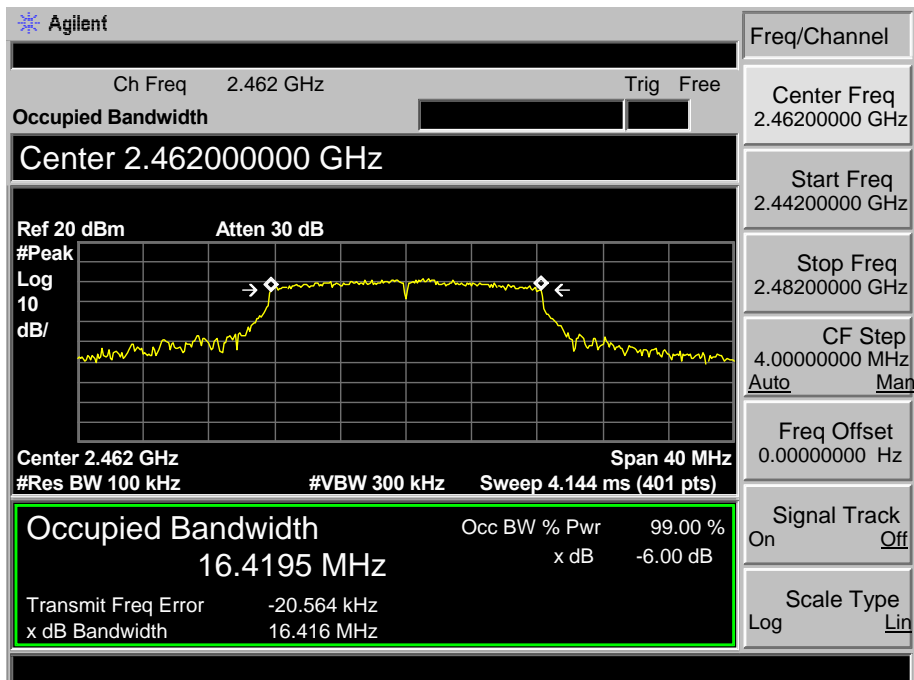 Agilent
Freq/Channel
Ch Freq 2.462 GHz Trig Free
Occupied Bandwidth
Center 2.462000000 GHz
Ref 20 dBm Atten 30 dB
#Peak
Log
10
dB/
Center 2.462 GHz Span 40 MHz
#Res BW 100 kHz #VBW 300 kHz Sweep 4.144 ms (401 pts)
Occupied Bandwidth Occ BW % Pwr 99.00 %
16.4195 MHz x dB -6.00 dB
Transmit Freq Error -20.564 kHz
x dB Bandwidth 16.416 MHz
Center Freq
2.46200000 GHz
Start Freq
2.44200000 GHz
Stop Freq
2.48200000 GHz
CF Step
4.00000000 MHz
Auto Man
Freq Offset
0.00000000 Hz
Signal Track
On Off
Scale Type
Log Lin